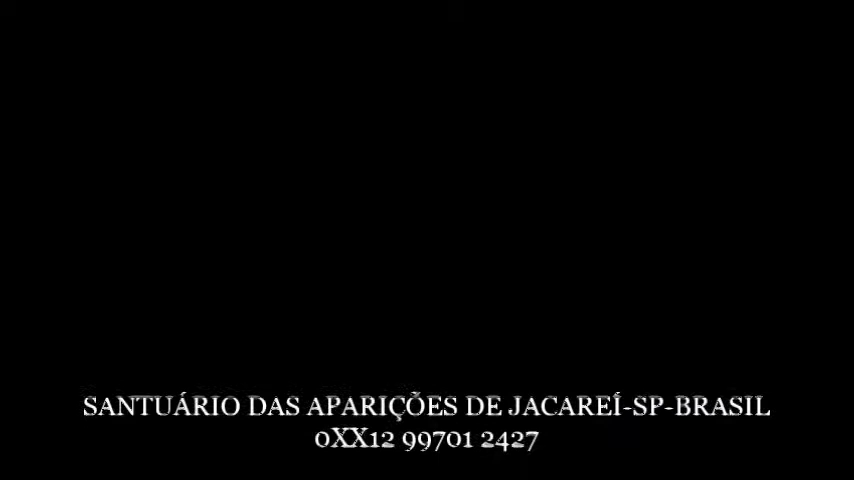 SANTUÁRIO DAS APARIÇÕES DE JACAREÍ-SP-BRASIL
0XX12 99701 2427